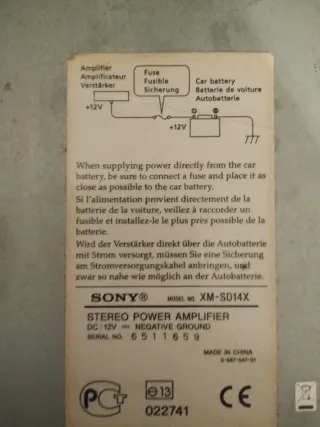 Amplifier
Amplificateur
Verstärker
Fuse
Fusible
Sicherung
Car battery
Batterie de voiture
Autobatterie
+12V
+12V
When supplying power directly from the car
battery, be sure to connect a fuse and place it as
close as possible to the car battery.
Si l'alimentation provient directement de la
batterie de la voiture, veillez à raccorder un
fusible et installez-le le plus près possible de la
batterie.
Wird der Verstärker direkt über die Autobatterie
mit Strom versorgt, müssen Sie eine Sicherung
am Stromversorgungskabel anbringen, und
zwar so nahe wie möglich an der Autobatterie.
SONY® MODEL NO. XM-SD14X
STEREO POWER AMPLIFIER
DC 12V NEGATIVE GROUND
SERIAL NO. 6511659
MADE IN CHINA
2-687-547-01
e13
022741
CE